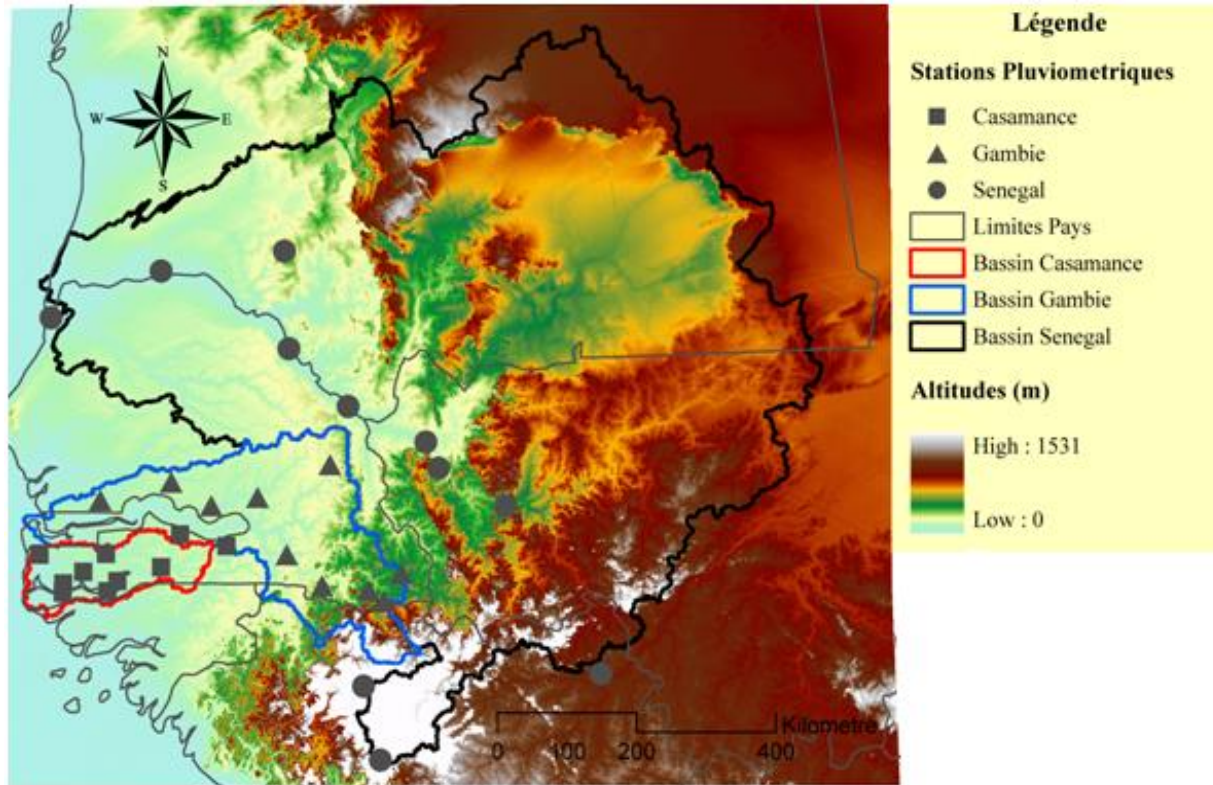 N
W E
S
Kilometre
0 100 200 400
Légende
Stations Pluviometriques
Casamance
Gambie
Senegal
Limites Pays
Bassin Casamance
Bassin Gambie
Bassin Senegal
Altitudes (m)
High : 1531
Low : 0